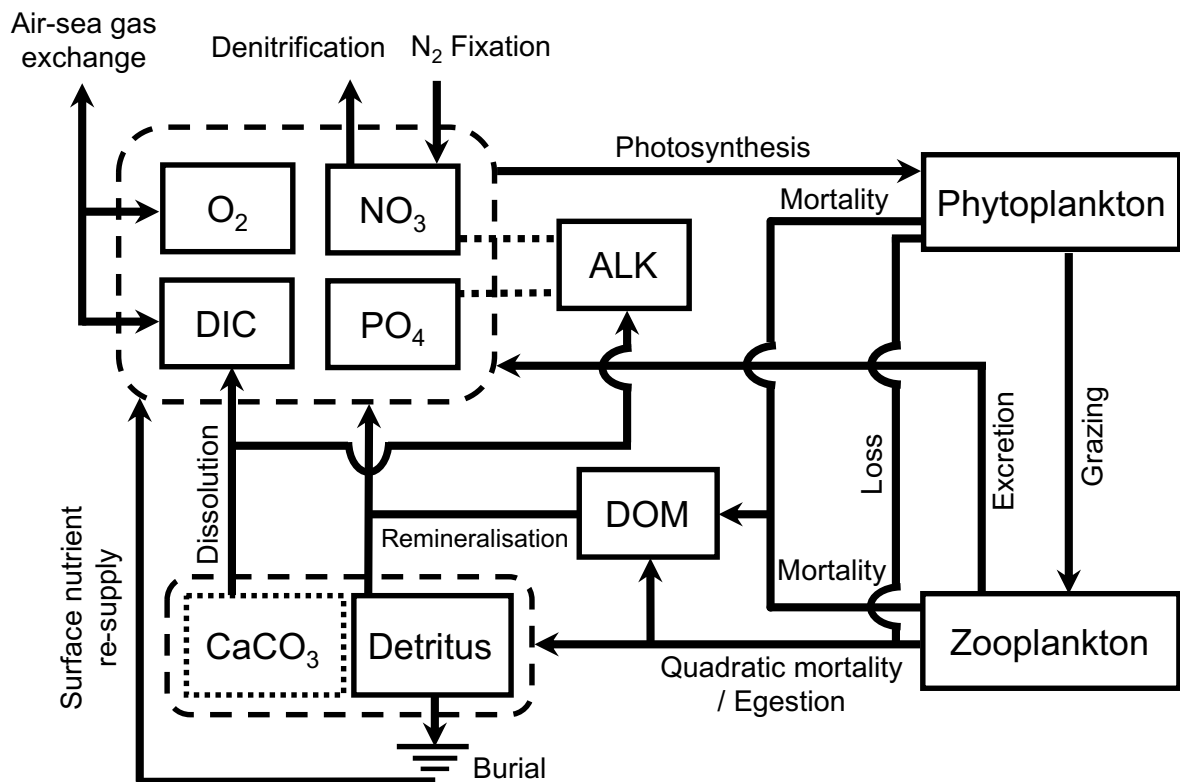 Air-sea gas
exchange
Denitrification
N₂ Fixation
Photosynthesis
Mortality
Phytoplankton
O₂
NO₃
ALK
DIC
PO₄
Dissolution
Loss
Excretion
Grazing
DOM
Remineralisation
Mortality
Surface nutrient
re-supply
CaCO₃
Detritus
Zooplankton
Quadratic mortality
/ Egestion
Burial